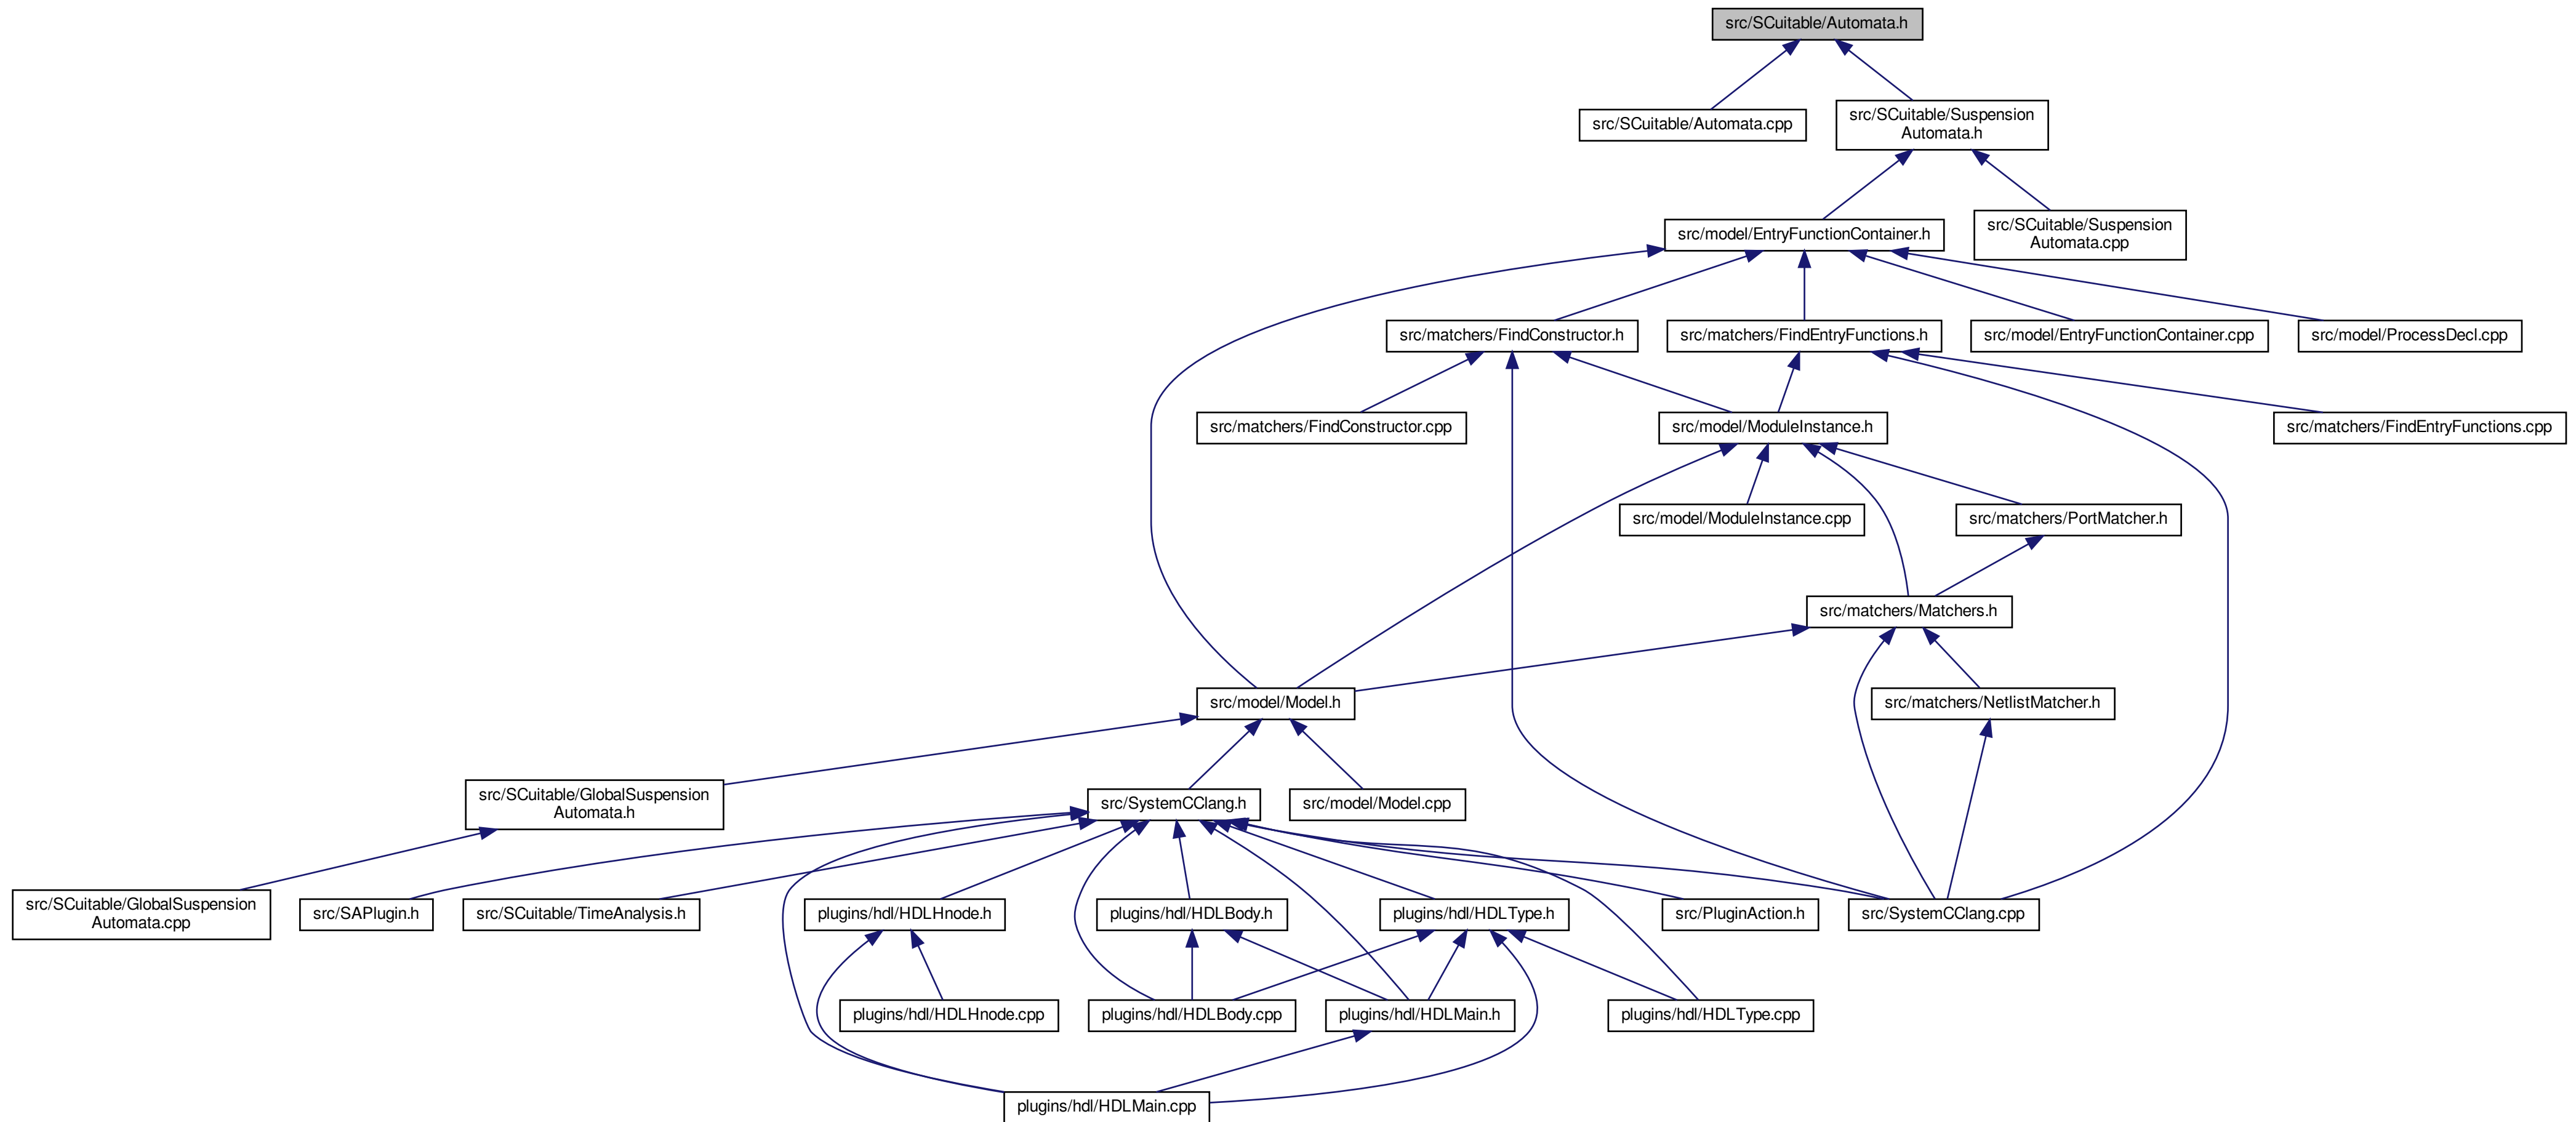 src/SCuitable/Automata.h
src/SCuitable/Automata.cpp
src/SCuitable/Suspension
Automata.h
src/model/EntryFunctionContainer.h
src/SCuitable/Suspension
Automata.cpp
src/matchers/FindConstructor.h
src/matchers/FindEntryFunctions.h
src/model/EntryFunctionContainer.cpp
src/model/ProcessDecl.cpp
src/matchers/FindConstructor.cpp
src/model/ModuleInstance.h
src/matchers/FindEntryFunctions.cpp
src/model/ModuleInstance.cpp
src/matchers/PortMatcher.h
src/matchers/Matchers.h
src/model/Model.h
src/matchers/NetlistMatcher.h
src/SCuitable/GlobalSuspension
Automata.h
src/SystemCClang.h
src/model/Model.cpp
src/SCuitable/GlobalSuspension
Automata.cpp
src/SAPlugin.h
src/SCuitable/TimeAnalysis.h
plugins/hdl/HDLHnode.h
plugins/hdl/HDLBody.h
plugins/hdl/HDLType.h
src/PluginAction.h
src/SystemCClang.cpp
plugins/hdl/HDLHnode.cpp
plugins/hdl/HDLBody.cpp
plugins/hdl/HDLMain.h
plugins/hdl/HDLType.cpp
plugins/hdl/HDLMain.cpp